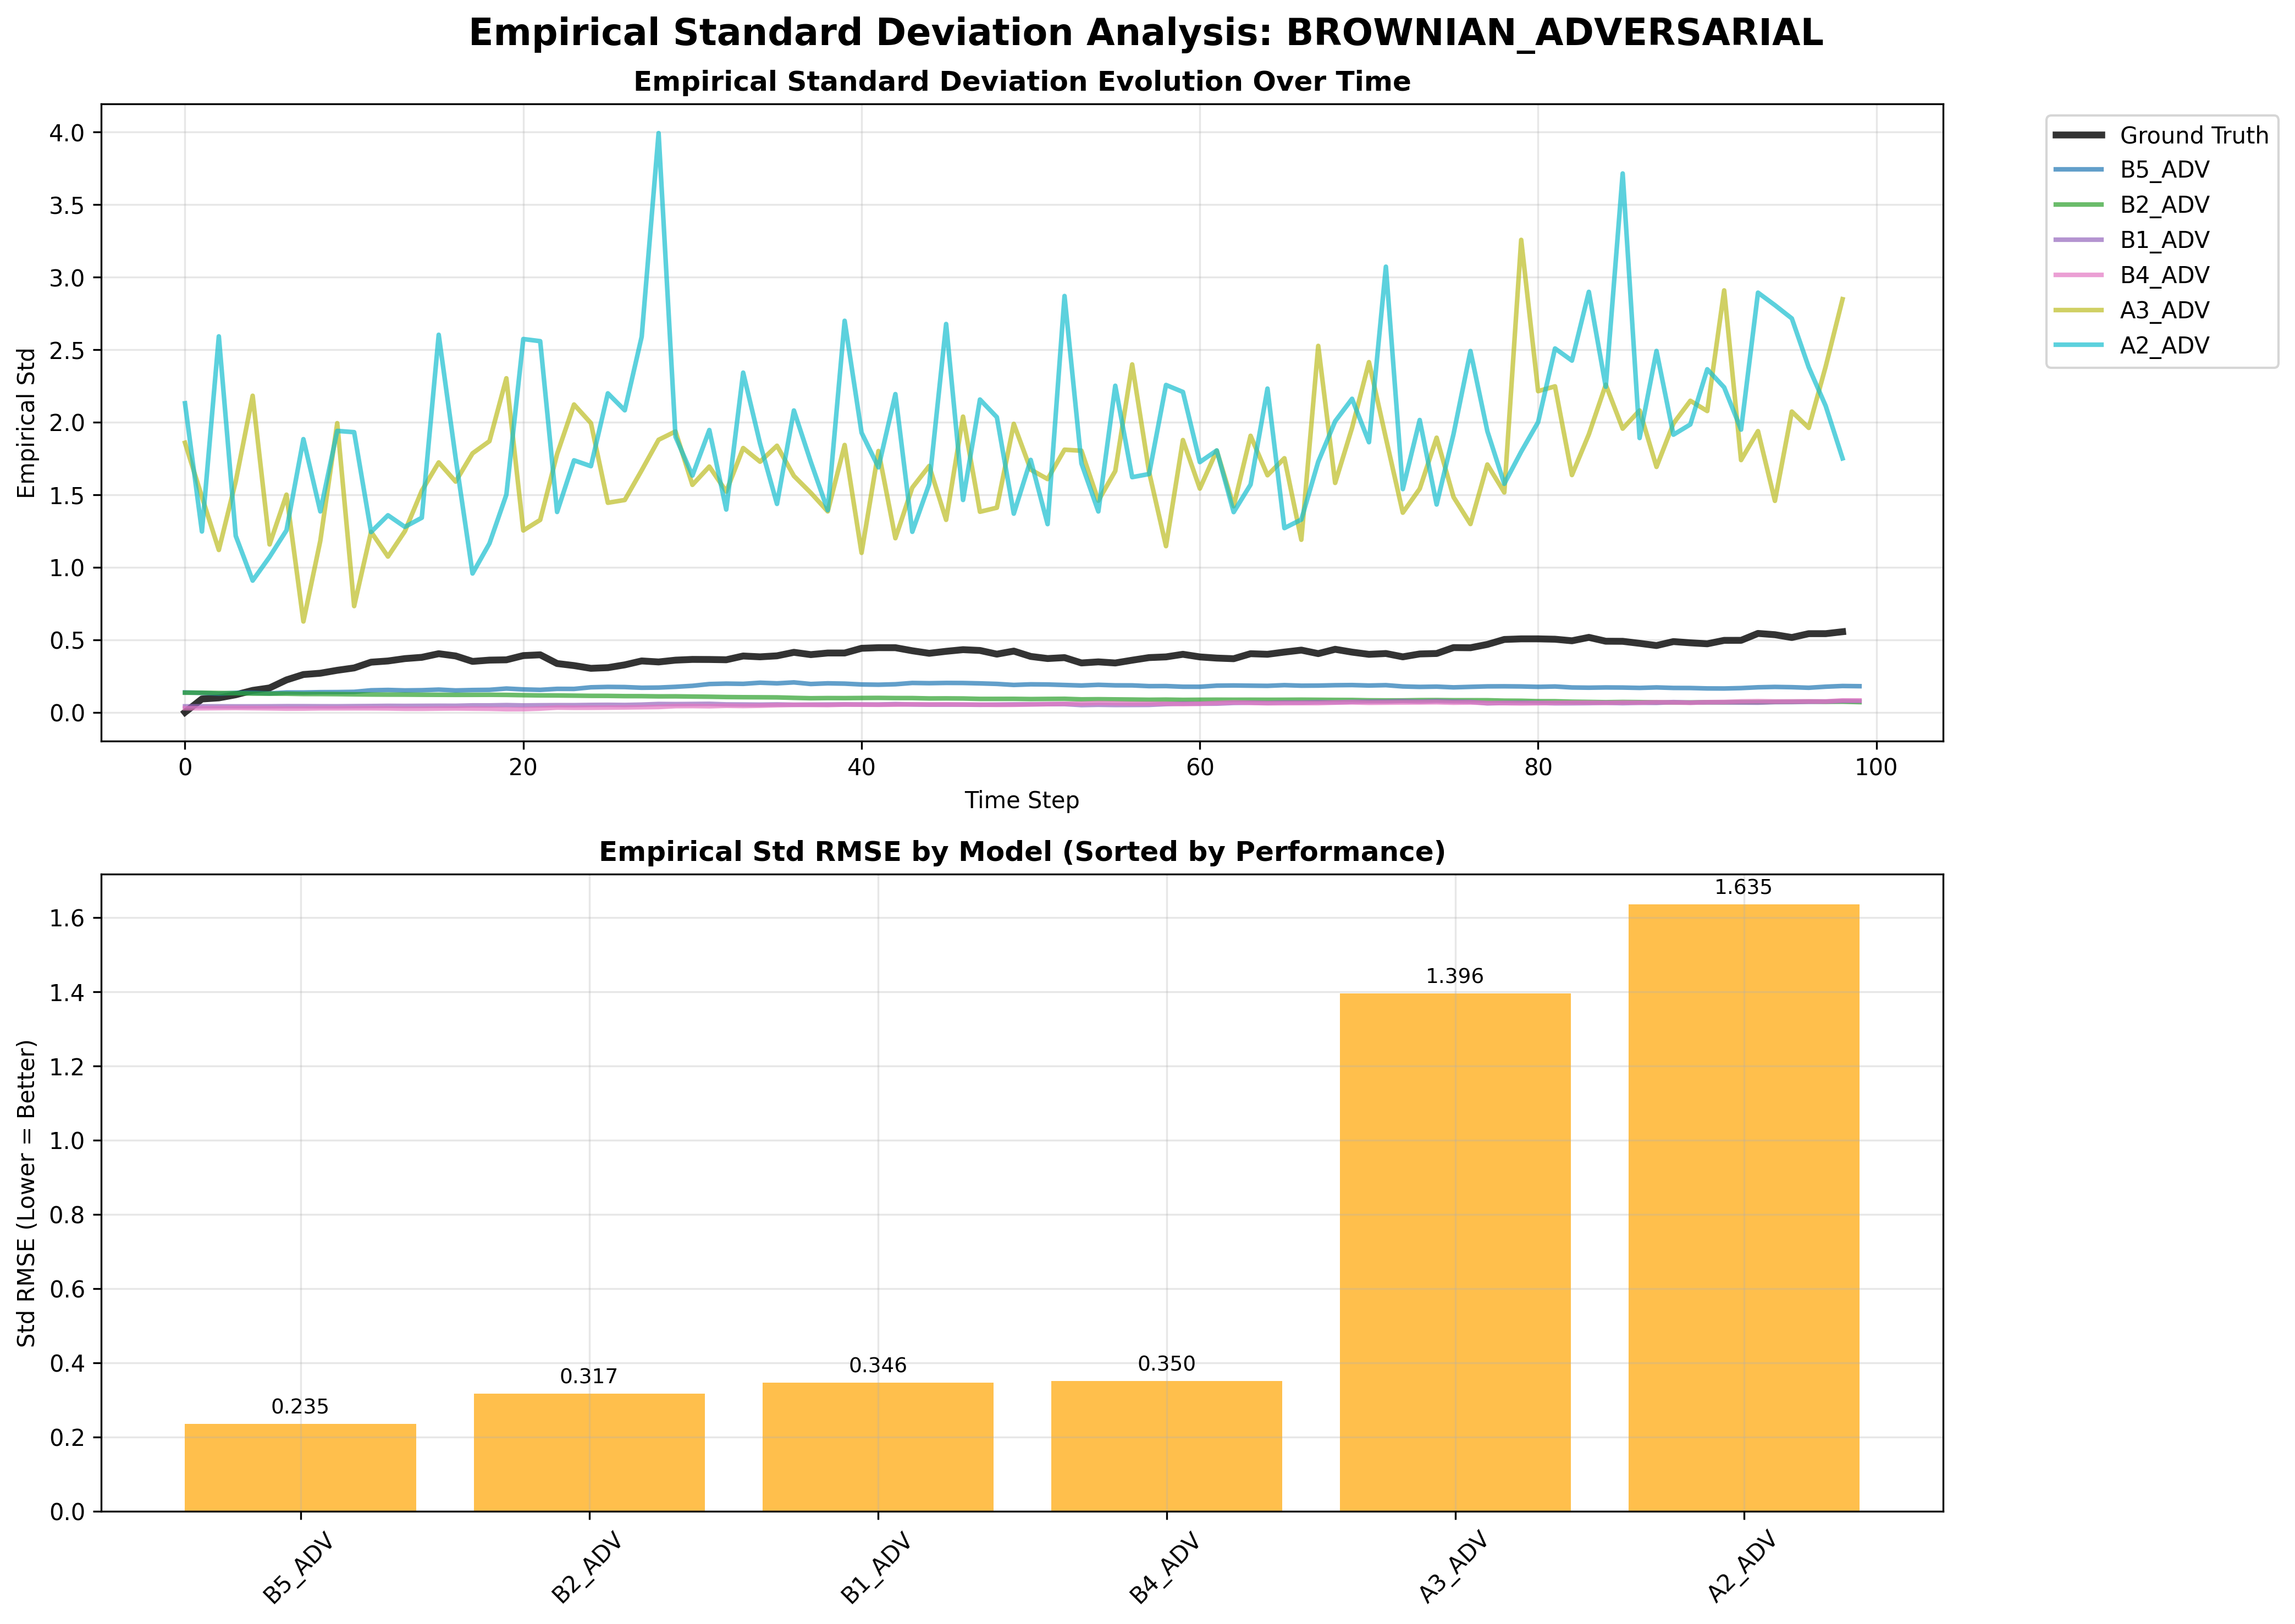 Empirical Standard Deviation Analysis: BROWNIAN_ADVERSARIAL
Empirical Standard Deviation Evolution Over Time
Empirical Std
4.0
3.5
3.0
2.5
2.0
1.5
1.0
0.5
0.0
0 20 40 60 80 100
Time Step
Ground Truth
B5_ADV
B2_ADV
B1_ADV
B4_ADV
A3_ADV
A2_ADV
Empirical Std RMSE by Model (Sorted by Performance)
Std RMSE (Lower = Better)
1.6
1.4
1.2
1.0
0.8
0.6
0.4
0.2
0.0
0.235
0.317
0.346
0.350
1.396
1.635
B5_ADV
B2_ADV
B1_ADV
B4_ADV
A3_ADV
A2_ADV